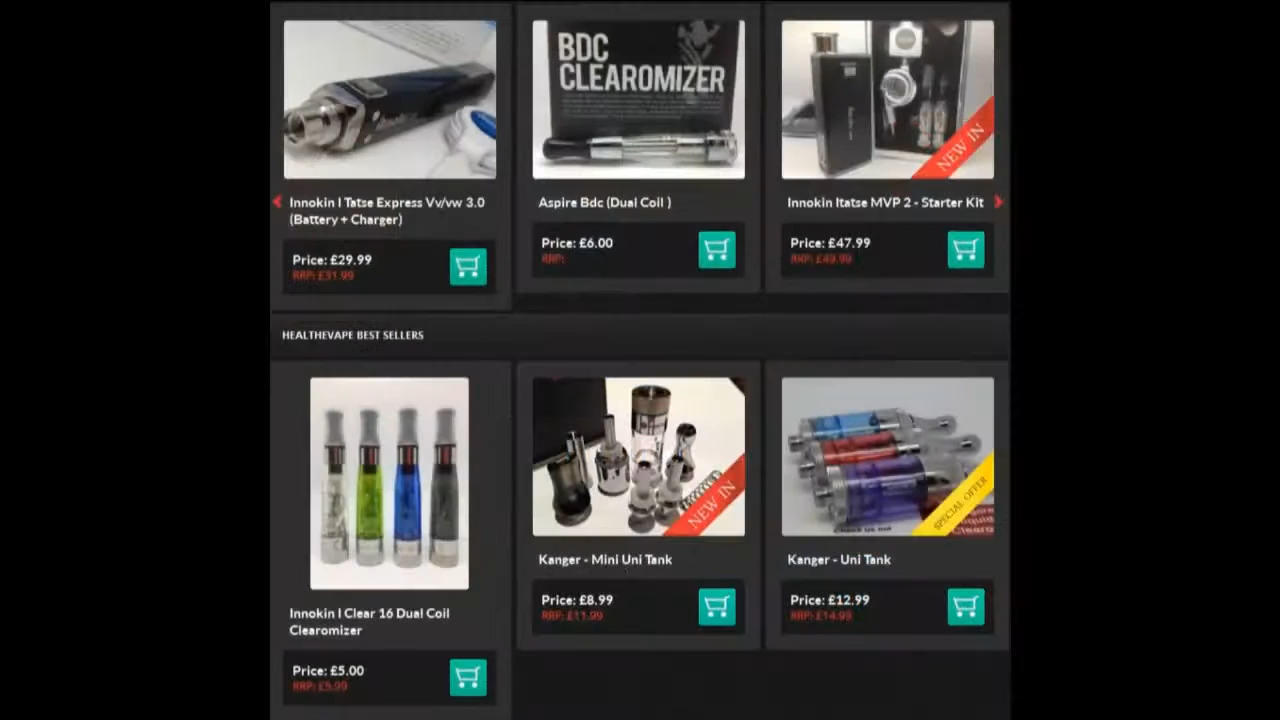 BDC
CLEAROMIZER
NEW IN
Innokin I Tatse Express Vv/vw 3.0
(Battery + Charger)
Price: £29.99
RRP: £31.99
Aspire Bdc (Dual Coil )
Price: £6.00
RRP:
Innokin Itatse MVP 2 - Starter Kit
Price: £47.99
RRP: £49.99
HEALTHEVAPE BEST SELLERS
Innokin I Clear 16 Dual Coil
Clearomizer
Price: £5.00
RRP: £5.99
NEW IN
Kanger - Mini Uni Tank
Price: £8.99
RRP: £11.99
SPECIAL OFFER
Kanger - Uni Tank
Price: £12.99
RRP: £14.99